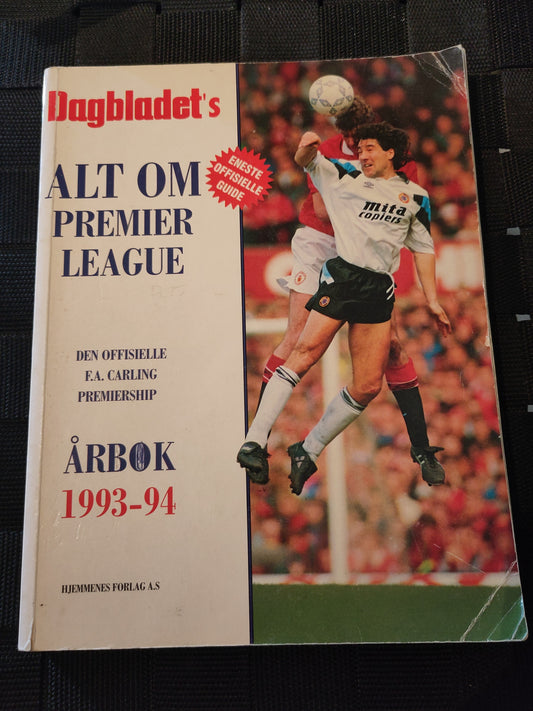 Dagbladet's
ALT OM
PREMIER
LEAGUE
ENESTE
OFFISIELLE
GUIDE
mita
copiers
DEN OFFISIELLE
F.A. CARLING
PREMIERSHIP
ÅRBOK
1993-94
HJEMMENES FORLAG A.S